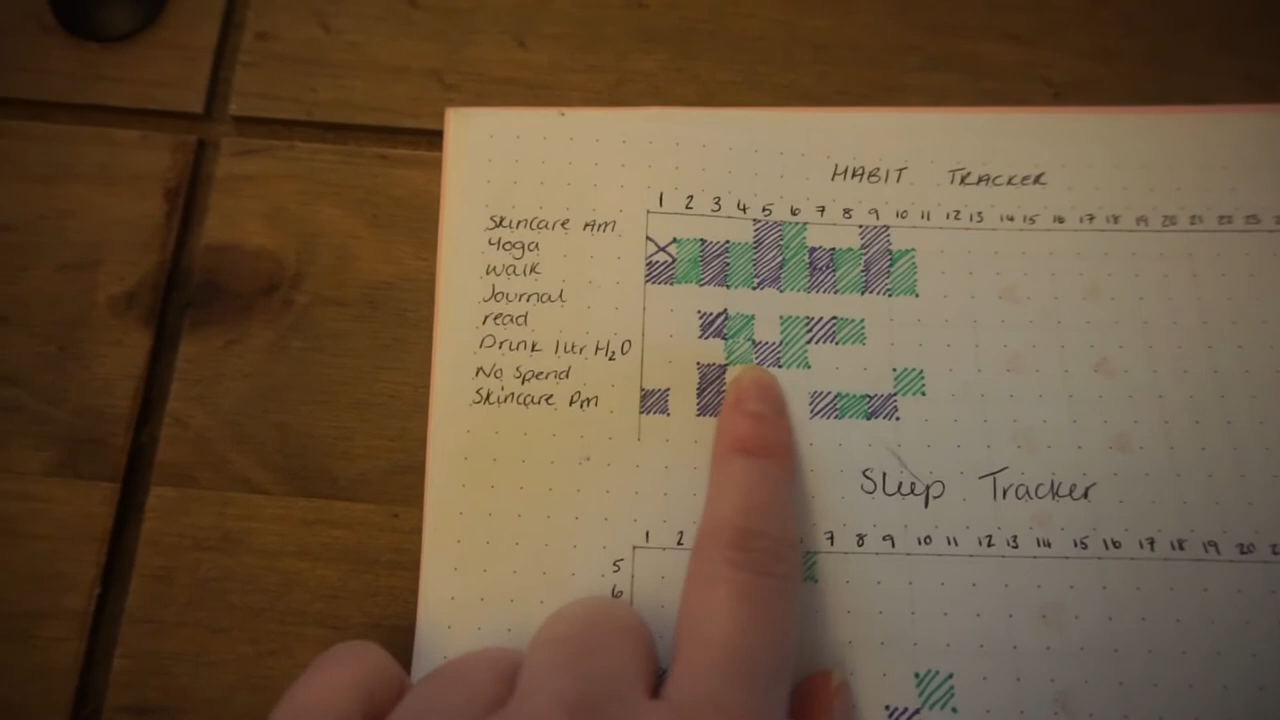 HABIT TRACKER
1 2 3 4 5 6 7 8 9 10 11 12 13 14 15 16 17 18 19 20 21 22 23
Skincare Am
Yoga
Walk
Journal
read
Drink 1ltr H₂O
No Spend
Skincare Pm
Sleep Tracker
1 2 7 8 9 10 11 12 13 14 15 16 17 18 19 20
5
6